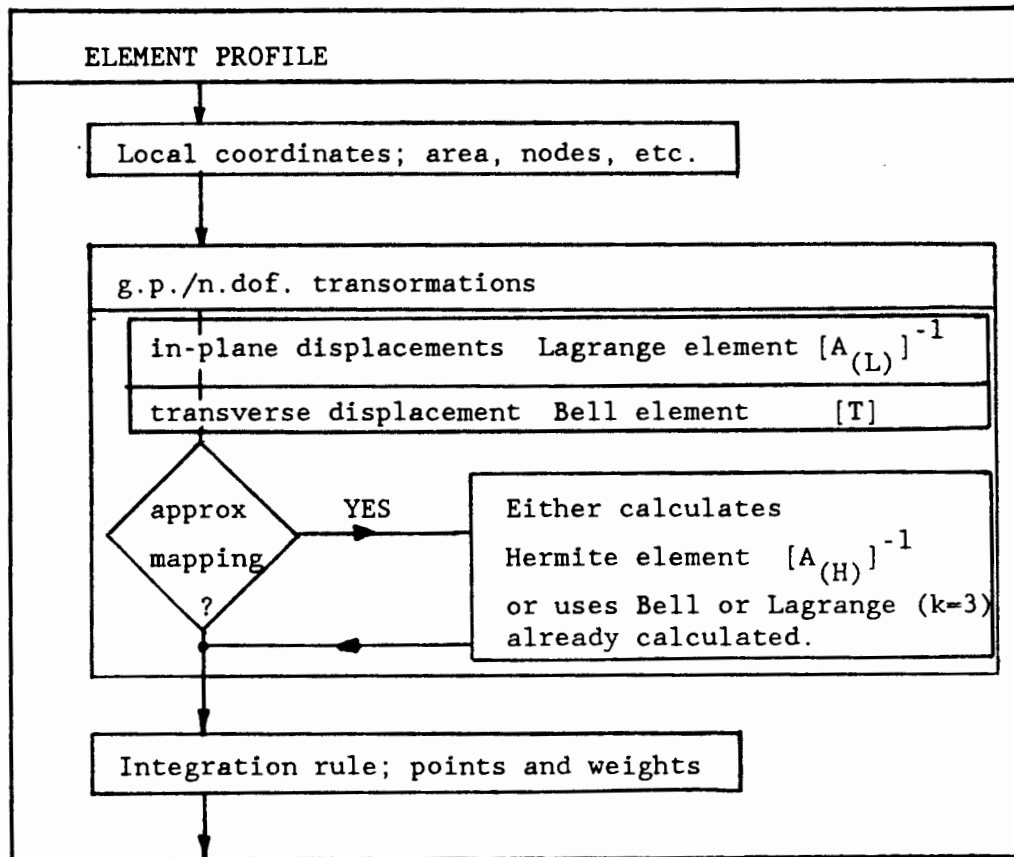 ELEMENT PROFILE
Local coordinates; area, nodes, etc.
g.p./n.dof. transormations
in-plane displacements Lagrange element [A(L)]-1
transverse displacement Bell element [T]
approx
mapping
?
YES
Either calculates
Hermite element [A(H)]-1
or uses Bell or Lagrange (k=3)
already calculated.
Integration rule; points and weights